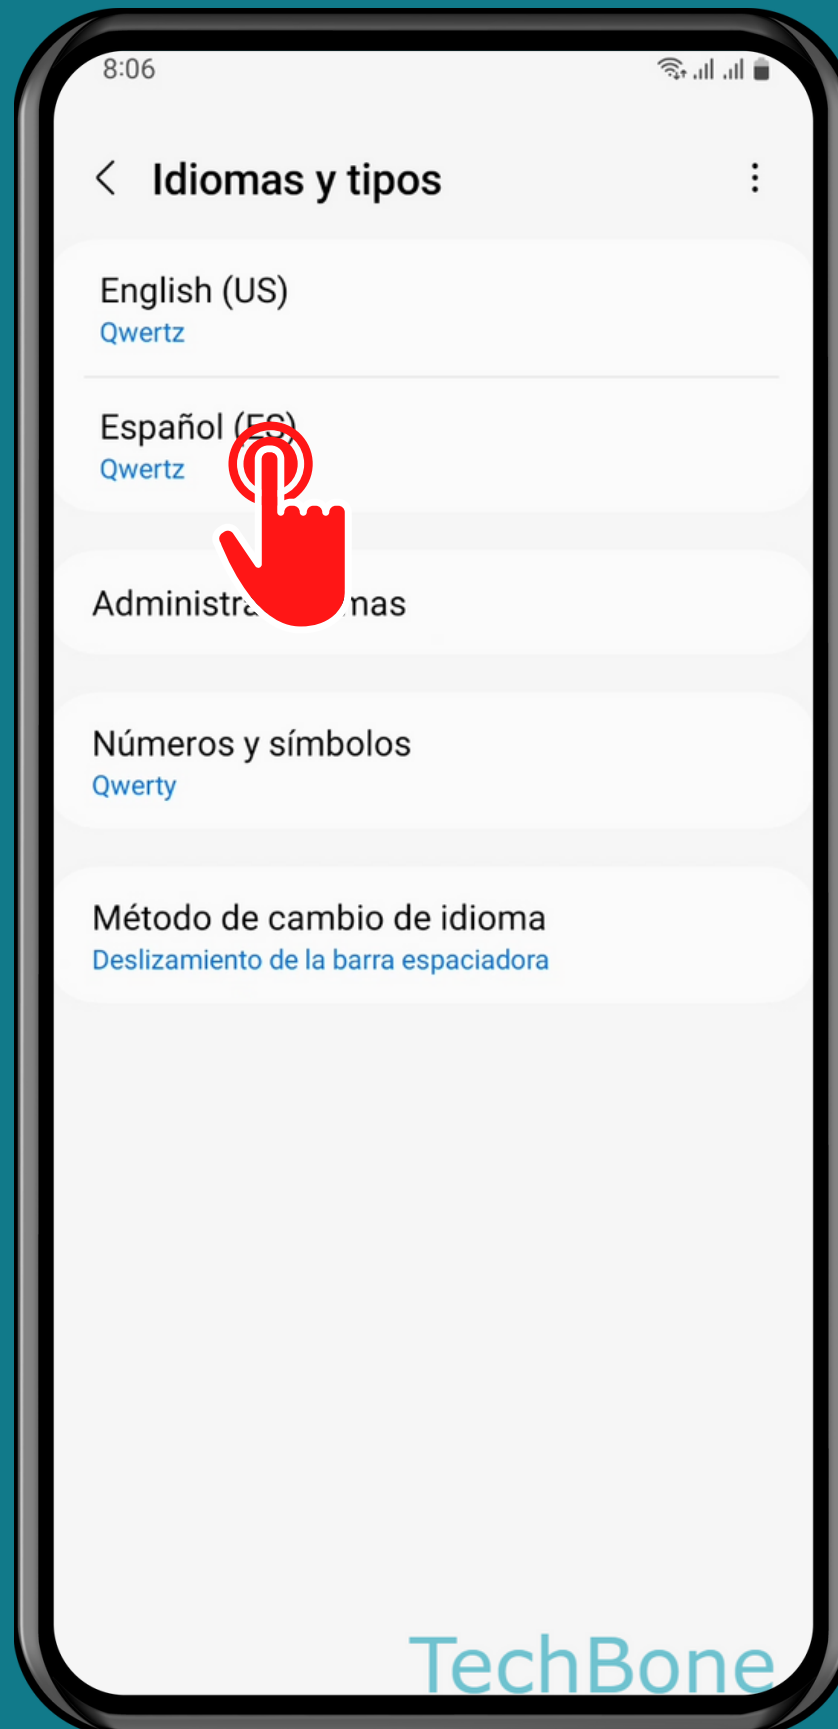 8:06
Idiomas y tipos
English (US)
Qwertz
Español (ES)
Qwertz
Números y símbolos
Qwerty
Método de cambio de idioma
Deslizamiento de la barra espaciadora
TechBone